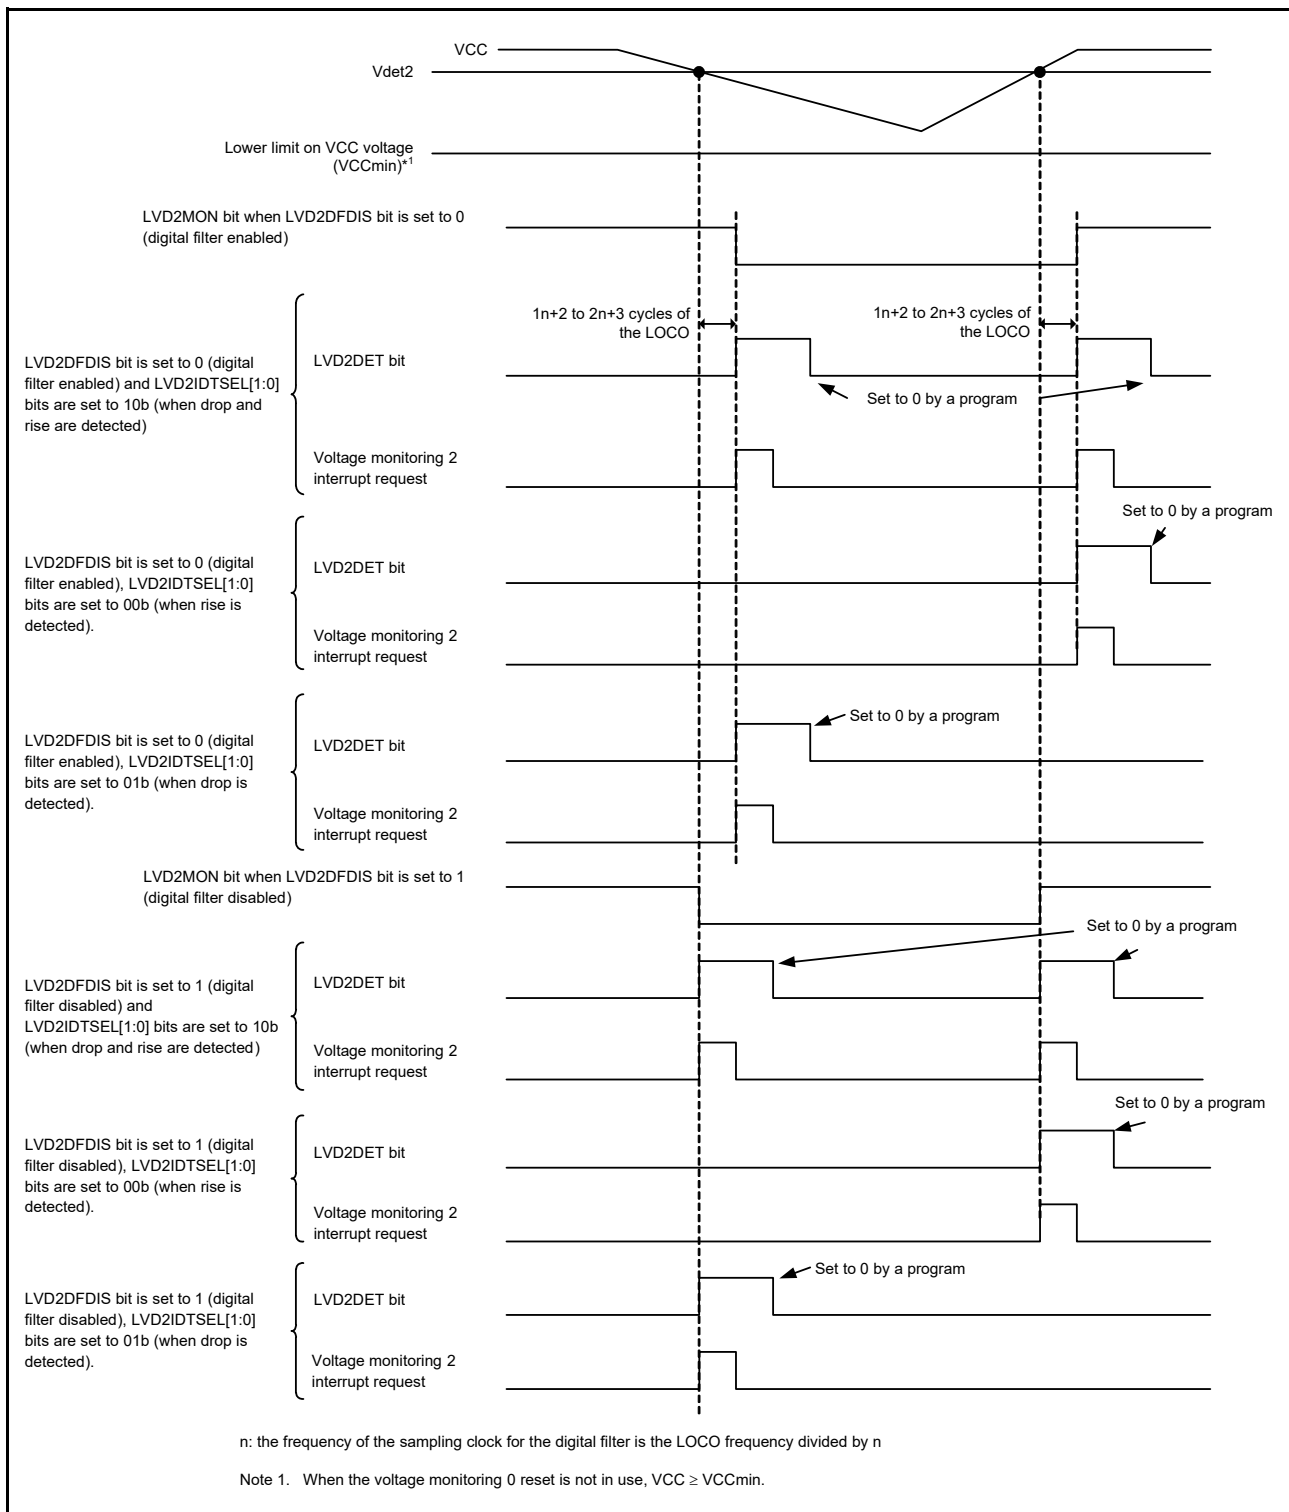 VCC
Vdet2
Lower limit on VCC voltage
(VCCmin)*1
LVD2MON bit when LVD2DFDIS bit is set to 0
(digital filter enabled)
1n+2 to 2n+3 cycles of
the LOCO
1n+2 to 2n+3 cycles of
the LOCO
LVD2DFDIS bit is set to 0 (digital
filter enabled) and LVD2IDTSEL[1:0]
bits are set to 10b (when drop and
rise are detected)
LVD2DET bit
Set to 0 by a program
Voltage monitoring 2
interrupt request
Set to 0 by a program
LVD2DFDIS bit is set to 0 (digital
filter enabled), LVD2IDTSEL[1:0]
bits are set to 00b (when rise is
detected).
LVD2DET bit
Voltage monitoring 2
interrupt request
Set to 0 by a program
LVD2DFDIS bit is set to 0 (digital
filter enabled), LVD2IDTSEL[1:0]
bits are set to 01b (when drop is
detected).
LVD2DET bit
Voltage monitoring 2
interrupt request
LVD2MON bit when LVD2DFDIS bit is set to 1
(digital filter disabled)
Set to 0 by a program
LVD2DFDIS bit is set to 1 (digital
filter disabled) and
LVD2IDTSEL[1:0] bits are set to 10b
(when drop and rise are detected)
LVD2DET bit
Voltage monitoring 2
interrupt request
Set to 0 by a program
LVD2DFDIS bit is set to 1 (digital
filter disabled), LVD2IDTSEL[1:0]
bits are set to 00b (when rise is
detected).
LVD2DET bit
Voltage monitoring 2
interrupt request
Set to 0 by a program
LVD2DFDIS bit is set to 1 (digital
filter disabled), LVD2IDTSEL[1:0]
bits are set to 01b (when drop is
detected).
LVD2DET bit
Voltage monitoring 2
interrupt request
n: the frequency of the sampling clock for the digital filter is the LOCO frequency divided by n
Note 1. When the voltage monitoring 0 reset is not in use, VCC ≥ VCCmin.